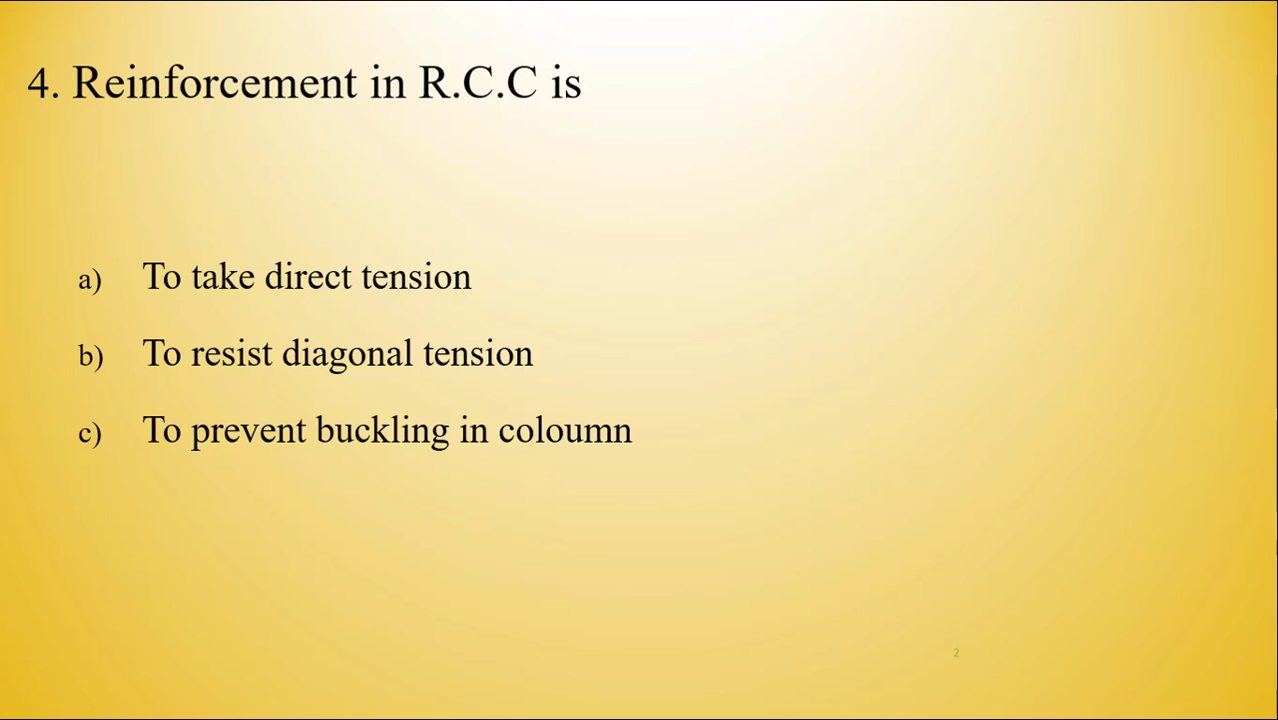 4. Reinforcement in R.C.C is
a) To take direct tension
b) To resist diagonal tension
c) To prevent buckling in coloumn
2